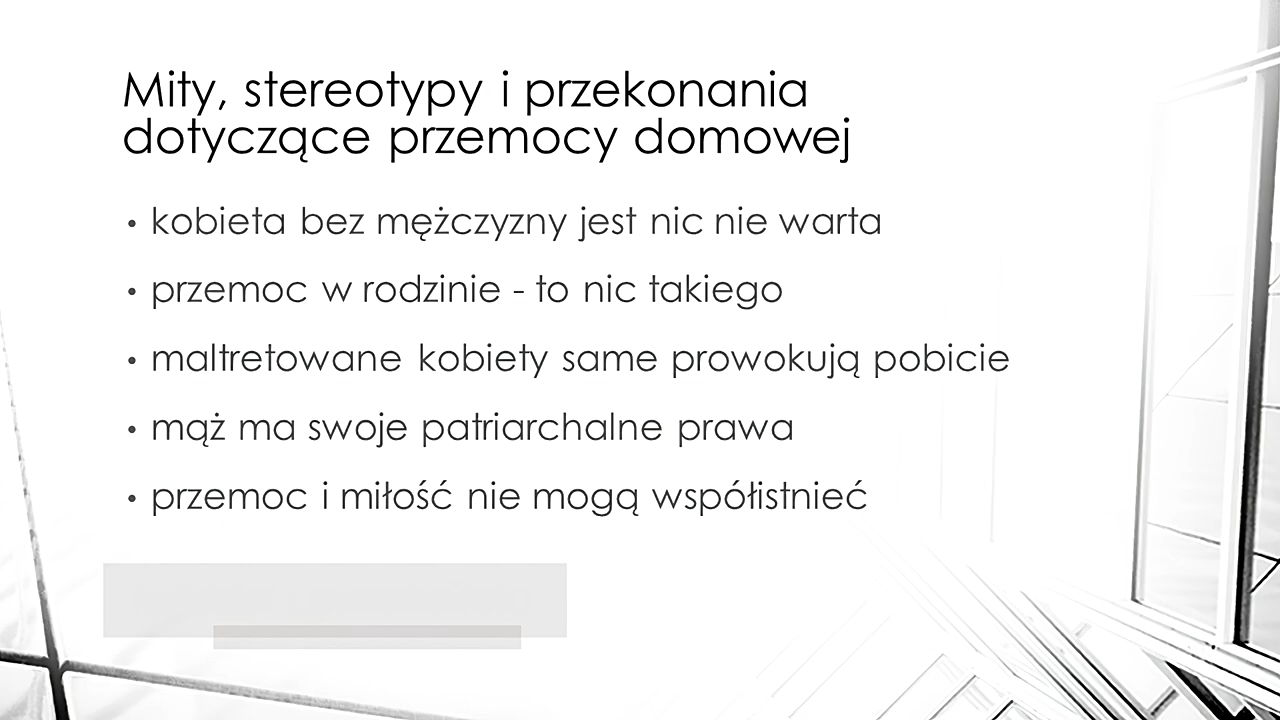 Mity, stereotypy i przekonania
dotyczące przemocy domowej
• kobieta bez mężczyzny jest nic nie warta
• przemoc w rodzinie - to nic takiego
• maltretowane kobiety same prowokują pobicie
• mąż ma swoje patriarchalne prawa
• przemoc i miłość nie mogą współistnieć